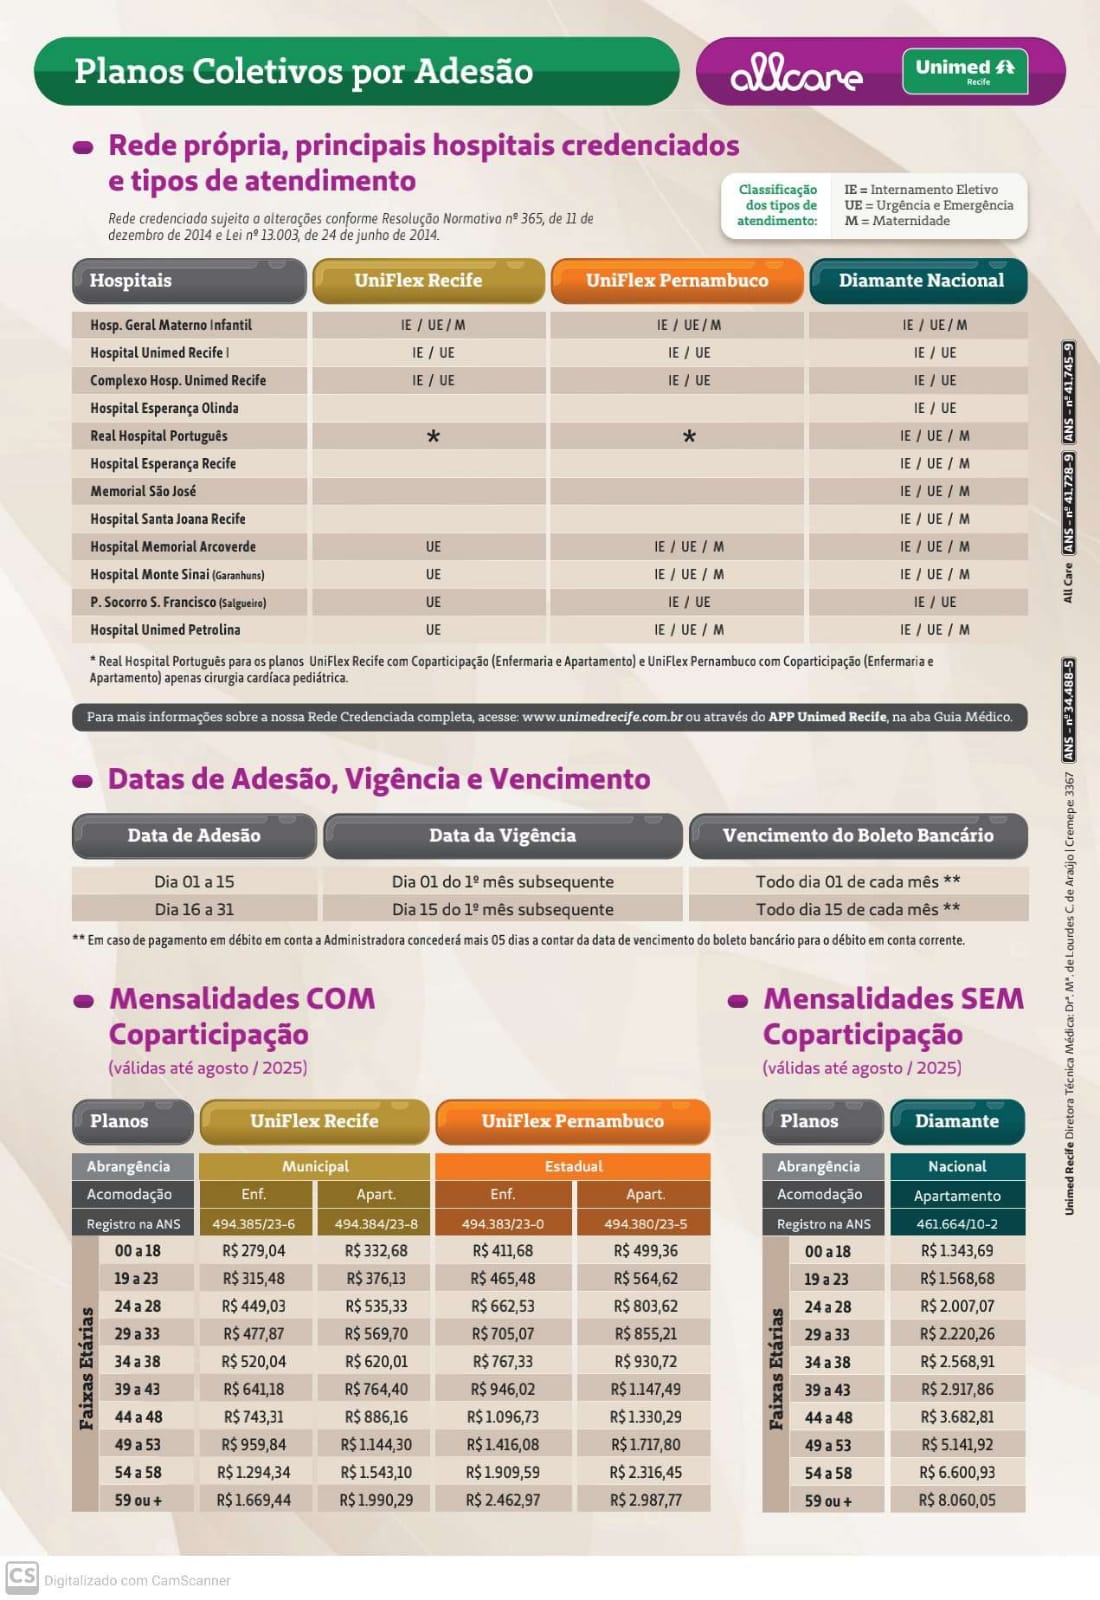 Planos Coletivos por Adesão
allcare
Unimed
Recife
Rede própria, principais hospitais credenciados
e tipos de atendimento
Rede credenciada sujeita a alterações conforme Resolução Normativa nº 365, de 11 de
dezembro de 2014 e Lei nº 13.003, de 24 de junho de 2014.
Classificação
dos tipos de
atendimento:
IE = Internamento Eletivo
UE = Urgência e Emergência
M = Maternidade
Hospitais UniFlex Recife UniFlex Pernambuco Diamante Nacional
Hosp. Geral Materno Infantil IE / UE / M IE / UE / M IE / UE / M
Hospital Unimed Recife I IE / UE IE / UE IE / UE
Complexo Hosp. Unimed Recife IE / UE IE / UE IE / UE
Hospital Esperança Olinda IE / UE
Real Hospital Português * * IE / UE / M
Hospital Esperança Recife IE / UE / M
Memorial São José IE / UE / M
Hospital Santa Joana Recife IE / UE / M
Hospital Memorial Arcoverde UE IE / UE / M IE / UE / M
Hospital Monte Sinai (Garanhuns) UE IE / UE / M IE / UE / M
P. Socorro S. Francisco (Salgueiro) UE IE / UE IE / UE
Hospital Unimed Petrolina UE IE / UE / M IE / UE / M
* Real Hospital Português para os planos UniFlex Recife com Coparticipação (Enfermaria e Apartamento) e UniFlex Pernambuco com Coparticipação (Enfermaria e
Apartamento) apenas cirurgia cardíaca pediátrica.
Para mais informações sobre a nossa Rede Credenciada completa, acesse: www.unimedrecife.com.br ou através do APP Unimed Recife, na aba Guia Médico.
Datas de Adesão, Vigência e Vencimento
Data de Adesão Data da Vigência Vencimento do Boleto Bancário
Dia 01 a 15 Dia 01 do 1º mês subsequente Todo dia 01 de cada mês **
Dia 16 a 31 Dia 15 do 1º mês subsequente Todo dia 15 de cada mês **
** Em caso de pagamento em débito em conta a Administradora concederá mais 05 dias a contar da data de vencimento do boleto bancário para o débito em conta corrente.
Mensalidades COM
Coparticipação
(válidas até agosto / 2025)
Planos UniFlex Recife UniFlex Pernambuco
Abrangência Municipal Estadual
Acomodação Enf. Apart. Enf. Apart.
Registro na ANS 494.385/23-6 494.384/23-8 494.383/23-0 494.380/23-5
Faixas Etárias
00 a 18 R$ 279,04 R$ 332,68 R$ 411,68 R$ 499,36
19 a 23 R$ 315,48 R$ 376,13 R$ 465,48 R$ 564,62
24 a 28 R$ 449,03 R$ 535,33 R$ 662,53 R$ 803,62
29 a 33 R$ 477,87 R$ 569,70 R$ 705,07 R$ 855,21
34 a 38 R$ 520,04 R$ 620,01 R$ 767,33 R$ 930,72
39 a 43 R$ 641,18 R$ 764,40 R$ 946,02 R$ 1.147,49
44 a 48 R$ 743,31 R$ 886,16 R$ 1.096,73 R$ 1.330,29
49 a 53 R$ 959,84 R$ 1.144,30 R$ 1.416,08 R$ 1.717,80
54 a 58 R$ 1.294,34 R$ 1.543,10 R$ 1.909,59 R$ 2.316,45
59 ou + R$ 1.669,44 R$ 1.990,29 R$ 2.462,97 R$ 2.987,77
Mensalidades SEM
Coparticipação
(válidas até agosto / 2025)
Planos Diamante
Abrangência Nacional
Acomodação Apartamento
Registro na ANS 461.664/10-2
Faixas Etárias
00 a 18 R$ 1.343,69
19 a 23 R$ 1.568,68
24 a 28 R$ 2.007,07
29 a 33 R$ 2.220,26
34 a 38 R$ 2.568,91
39 a 43 R$ 2.917,86
44 a 48 R$ 3.682,81
49 a 53 R$ 5.141,92
54 a 58 R$ 6.600,93
59 ou + R$ 8.060,05
Unimed Recife Diretora Técnica Médica: Drª. Mª. de Lourdes C. de Araújo | Cremepe: 3367 ANS - nº 34.488-5
All Care ANS - nº 41.728-9 ANS - nº 41.745-9
CS Digitalizado com CamScanner